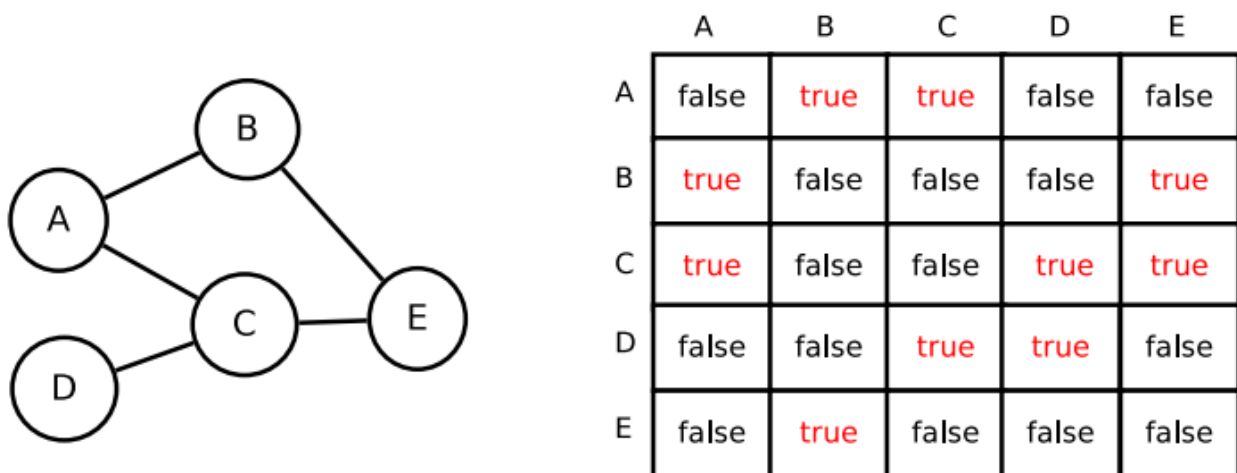 B
A
C
E
D
A B C D E
A false true true false false
B true false false false true
C true false false true true
D false false true true false
E false true false false false